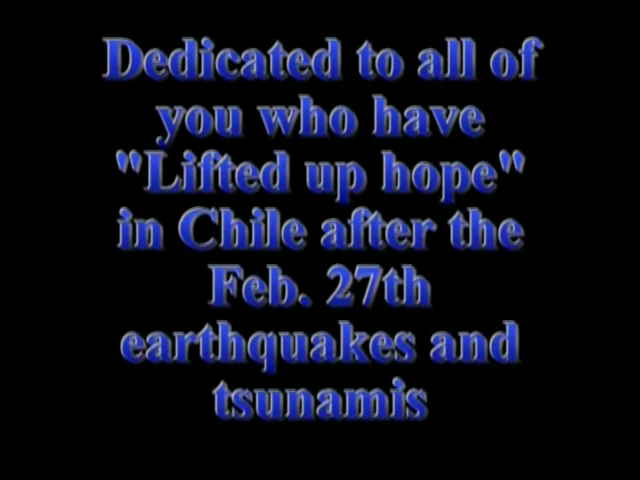 Dedicated to all of
you who have
"Lifted up hope"
in Chile after the
Feb. 27th
earthquakes and
tsunamis